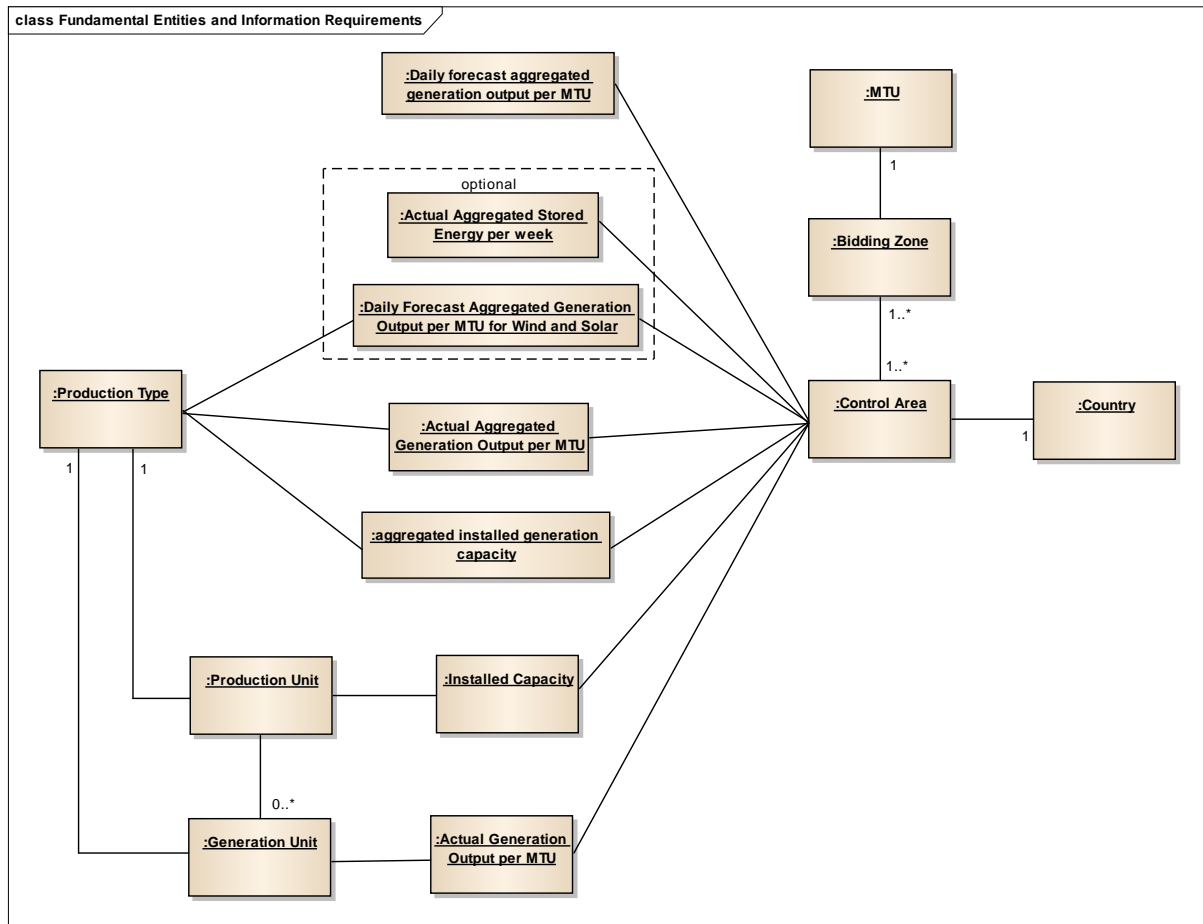 class Fundamental Entities and Information Requirements
:Daily forecast aggregated
generation output per MTU
:MTU
1
optional
:Actual Aggregated Stored
Energy per week
:Bidding Zone
1..*
:Daily Forecast Aggregated Generation
Output per MTU for Wind and Solar
1..*
:Production Type
:Control Area
:Country
1
:Actual Aggregated
Generation Output per MTU
1
1
:aggregated installed generation
capacity
:Production Unit
:Installed Capacity
0..*
:Generation Unit
:Actual Generation
Output per MTU